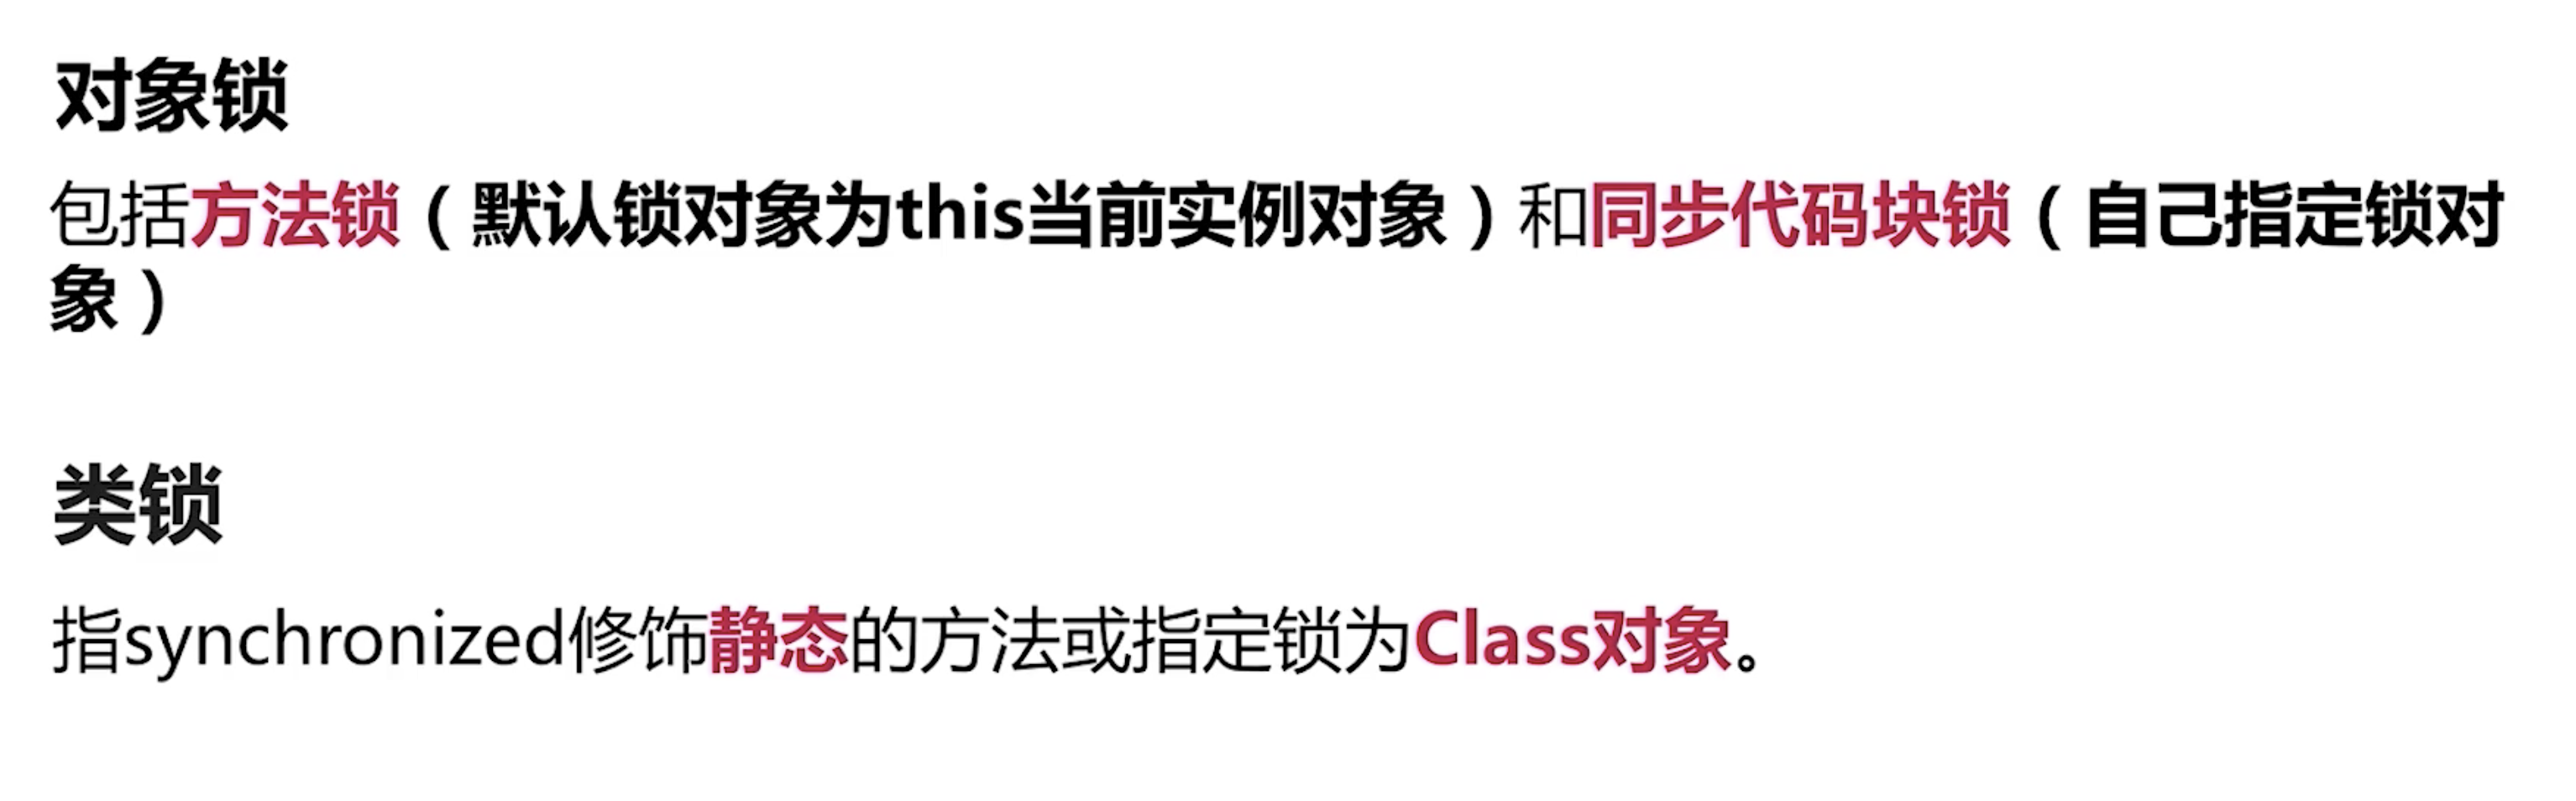 对象锁
包括方法锁（默认锁对象为this当前实例对象）和同步代码块锁（自己指定锁对
象）
类锁
指synchronized修饰静态的方法或指定锁为Class对象。